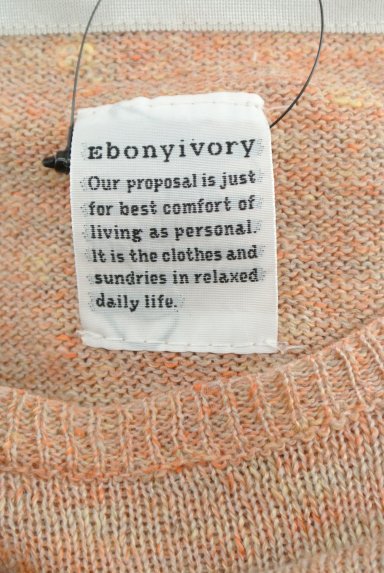 Ebonyivory
Our proposal is just
for best comfort of
living as personal.
It is the clothes and
sundries in relaxed
daily life.